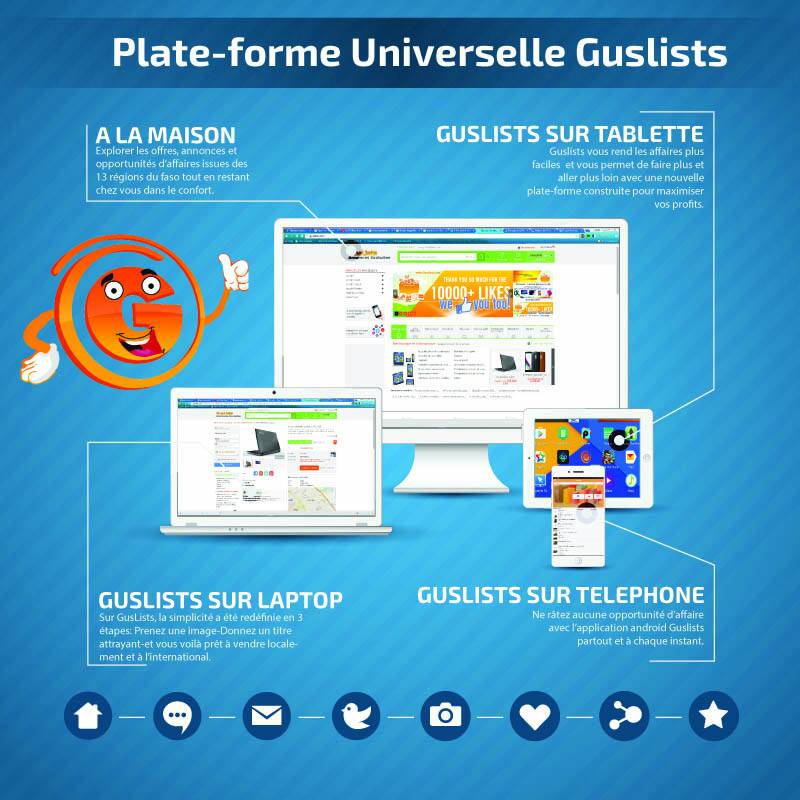 Plate-forme Universelle Guslists
A LA MAISON
Explorer les offres, annonces et
opportunités d'affaires issues des
13 régions du faso tout en restant
chez vous dans le confort.
GUSLISTS SUR TABLETTE
Guslists vous rend les affaires plus
faciles et vous permet de faire plus et
aller plus loin avec une nouvelle
plate-forme construite pour maximiser
vos profits.
G
THANK YOU SO MUCH FOR THE
10000+ LIKES
we you too!
GUSLISTS SUR LAPTOP
Sur GusLists, la simplicité a été redéfinie en 3
étapes: Prenez une image-Donnez un titre
attrayant-et vous voilà prêt à vendre locale-
ment et à l'international.
GUSLISTS SUR TELEPHONE
Ne râtez aucune opportunité d'affaire
avec l'application android Guslists
partout et à chaque instant.